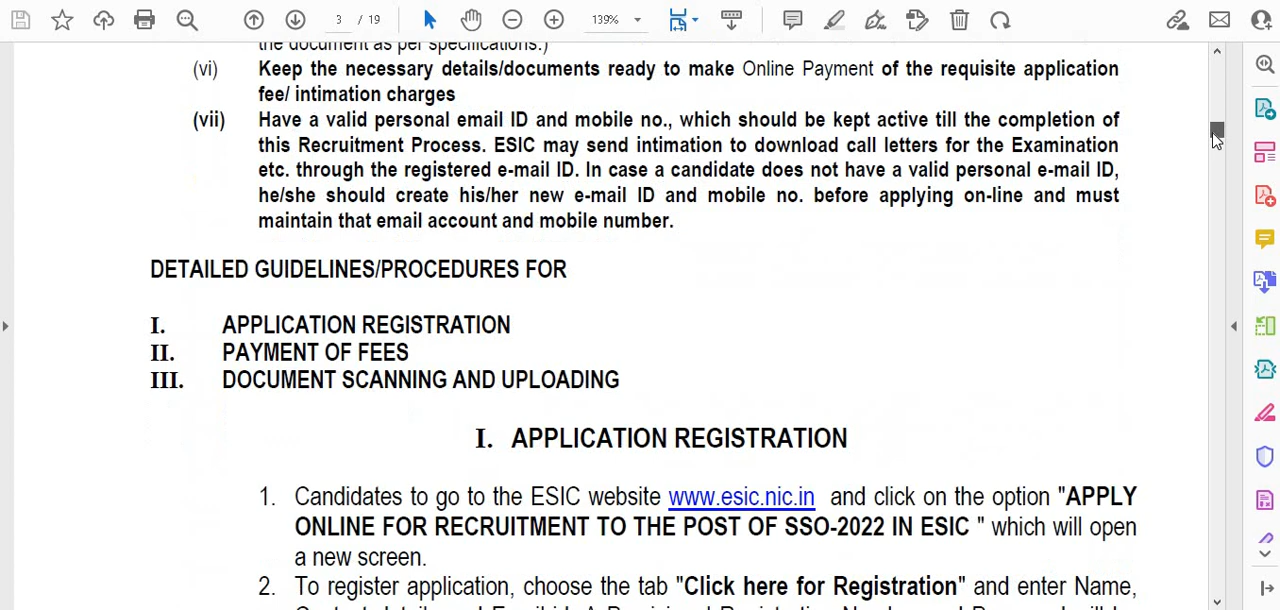 3 / 19
139%
the document as per specifications.)
(vi) Keep the necessary details/documents ready to make Online Payment of the requisite application
fee/ intimation charges
(vii) Have a valid personal email ID and mobile no., which should be kept active till the completion of
this Recruitment Process. ESIC may send intimation to download call letters for the Examination
etc. through the registered e-mail ID. In case a candidate does not have a valid personal e-mail ID,
he/she should create his/her new e-mail ID and mobile no. before applying on-line and must
maintain that email account and mobile number.
DETAILED GUIDELINES/PROCEDURES FOR
I. APPLICATION REGISTRATION
II. PAYMENT OF FEES
III. DOCUMENT SCANNING AND UPLOADING
I. APPLICATION REGISTRATION
1. Candidates to go to the ESIC website www.esic.nic.in and click on the option "APPLY
ONLINE FOR RECRUITMENT TO THE POST OF SSO-2022 IN ESIC " which will open
a new screen.
2. To register application, choose the tab "Click here for Registration" and enter Name,